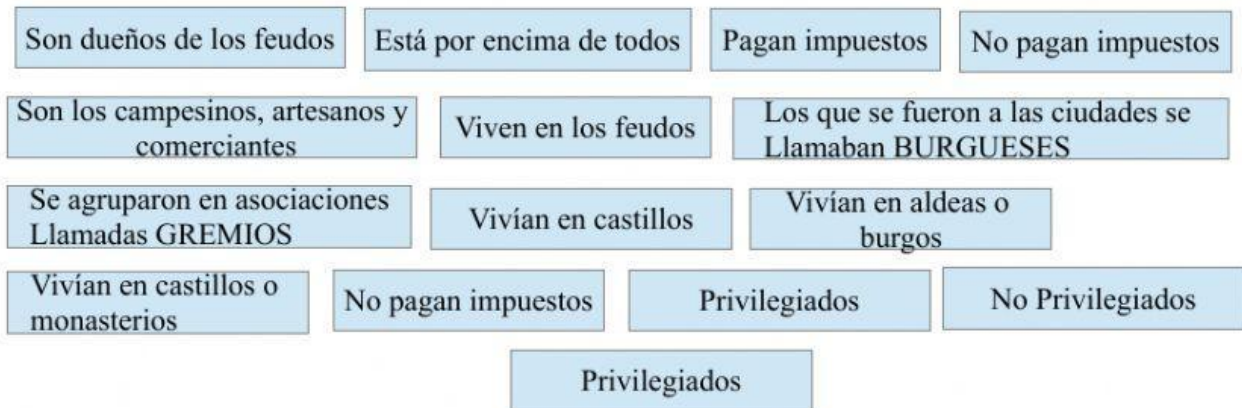 Son dueños de los feudos
Está por encima de todos
Pagan impuestos
No pagan impuestos
Son los campesinos, artesanos y
comerciantes
Viven en los feudos
Los que se fueron a las ciudades se
Llamaban BURGUESES
Se agruparon en asociaciones
Llamadas GREMIOS
Vivían en castillos
Vivían en aldeas o
burgos
Vivían en castillos o
monasterios
No pagan impuestos
Privilegiados
No Privilegiados
Privilegiados